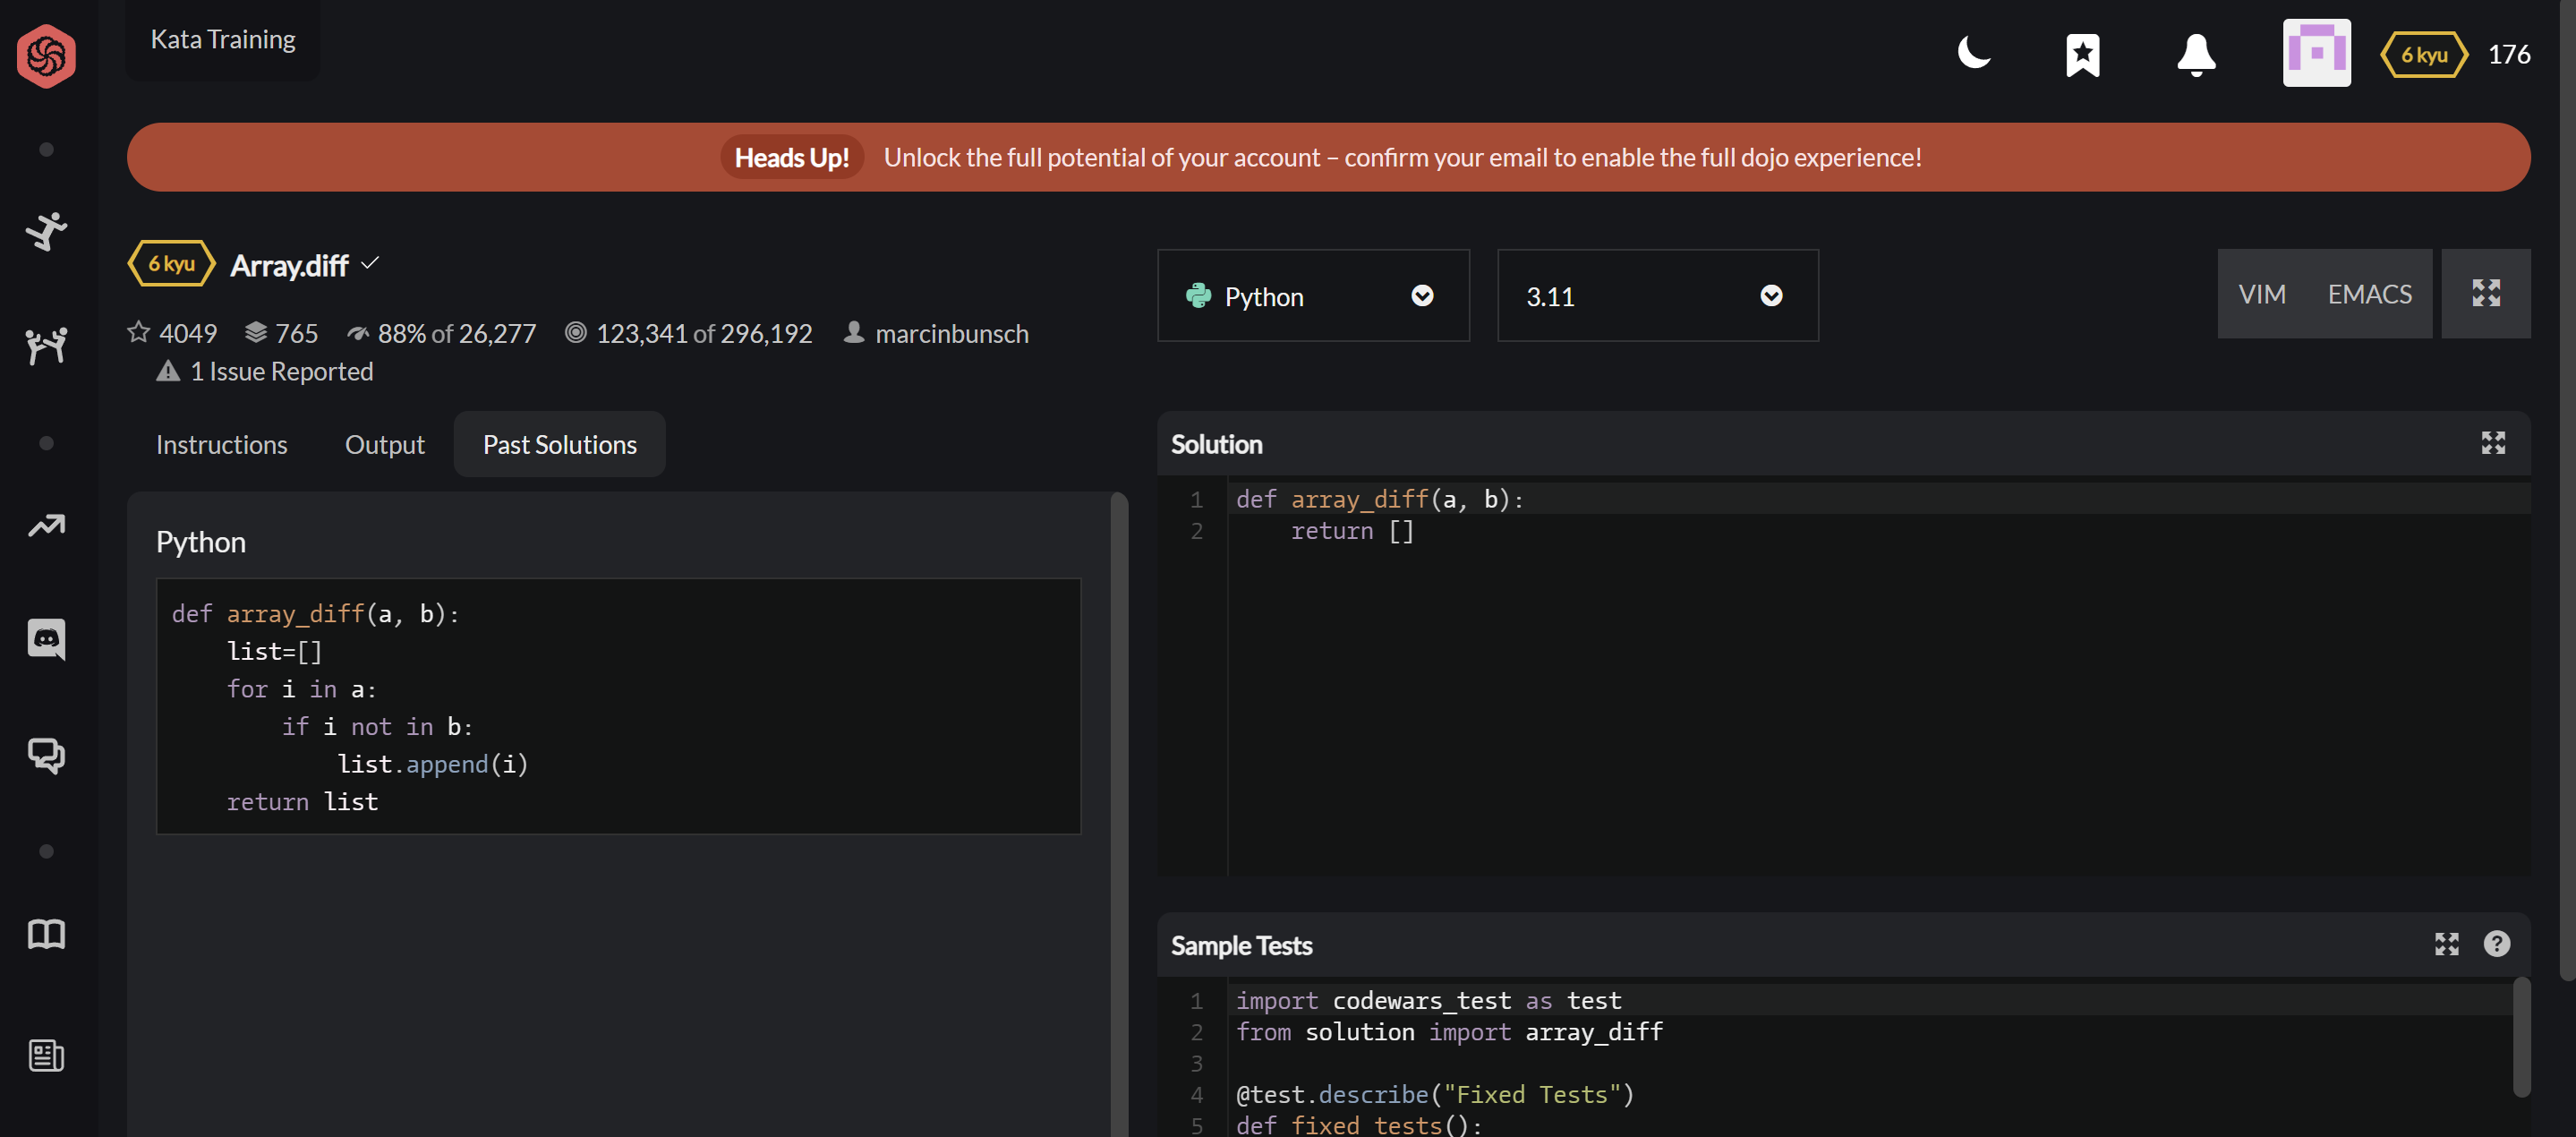 Kata Training
6 kyu 176
Heads Up! Unlock the full potential of your account – confirm your email to enable the full dojo experience!
6 kyu Array.diff
4049 765 88% of 26,277 123,341 of 296,192 marcinbunsch
1 Issue Reported
Python 3.11 VIM EMACS
Instructions Output Past Solutions
Python
def array_diff(a, b):
    list=[]
    for i in a:
        if i not in b:
            list.append(i)
    return list
Solution
1 def array_diff(a, b):
2     return []
Sample Tests
1 import codewars_test as test
2 from solution import array_diff
3
4 @test.describe("Fixed Tests")
5 def fixed_tests():